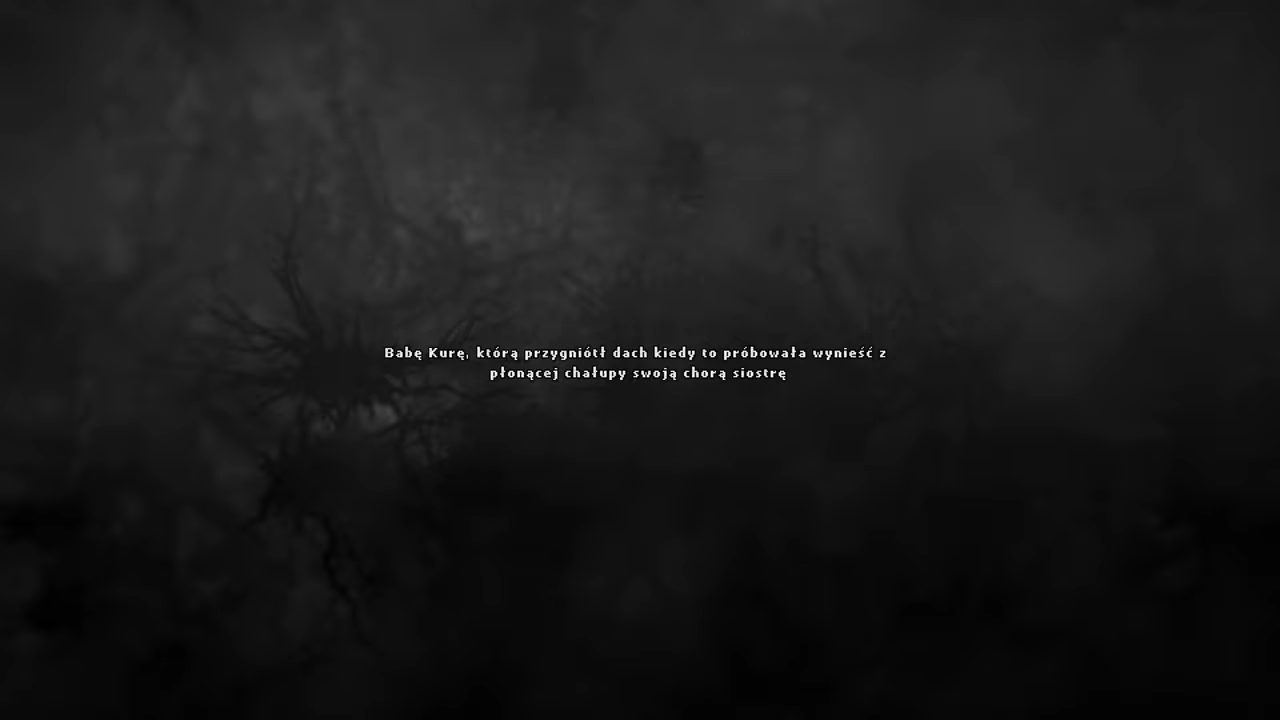 Babę Kurę, którą przygniótł dach kiedy to próbowała wynieść z
płonącej chałupy swoją chorą siostrę